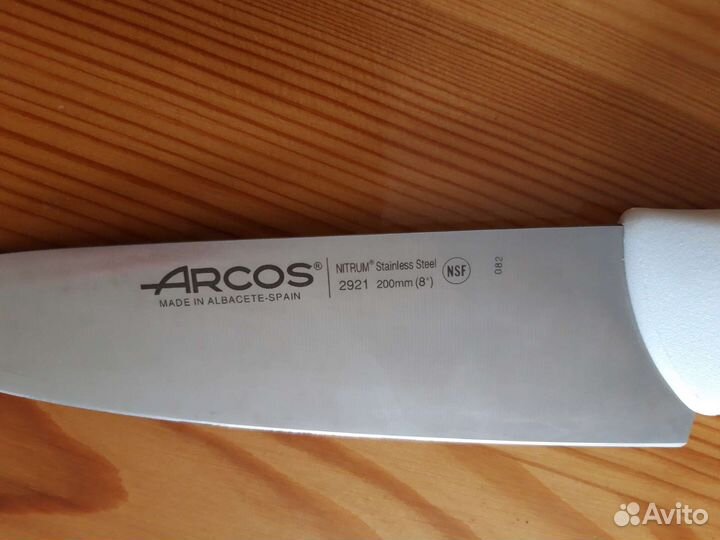 ARCOS®
MADE IN ALBACETE-SPAIN
NITRUM® Stainless Steel
2921 200mm (8")
NSF
082
Avito